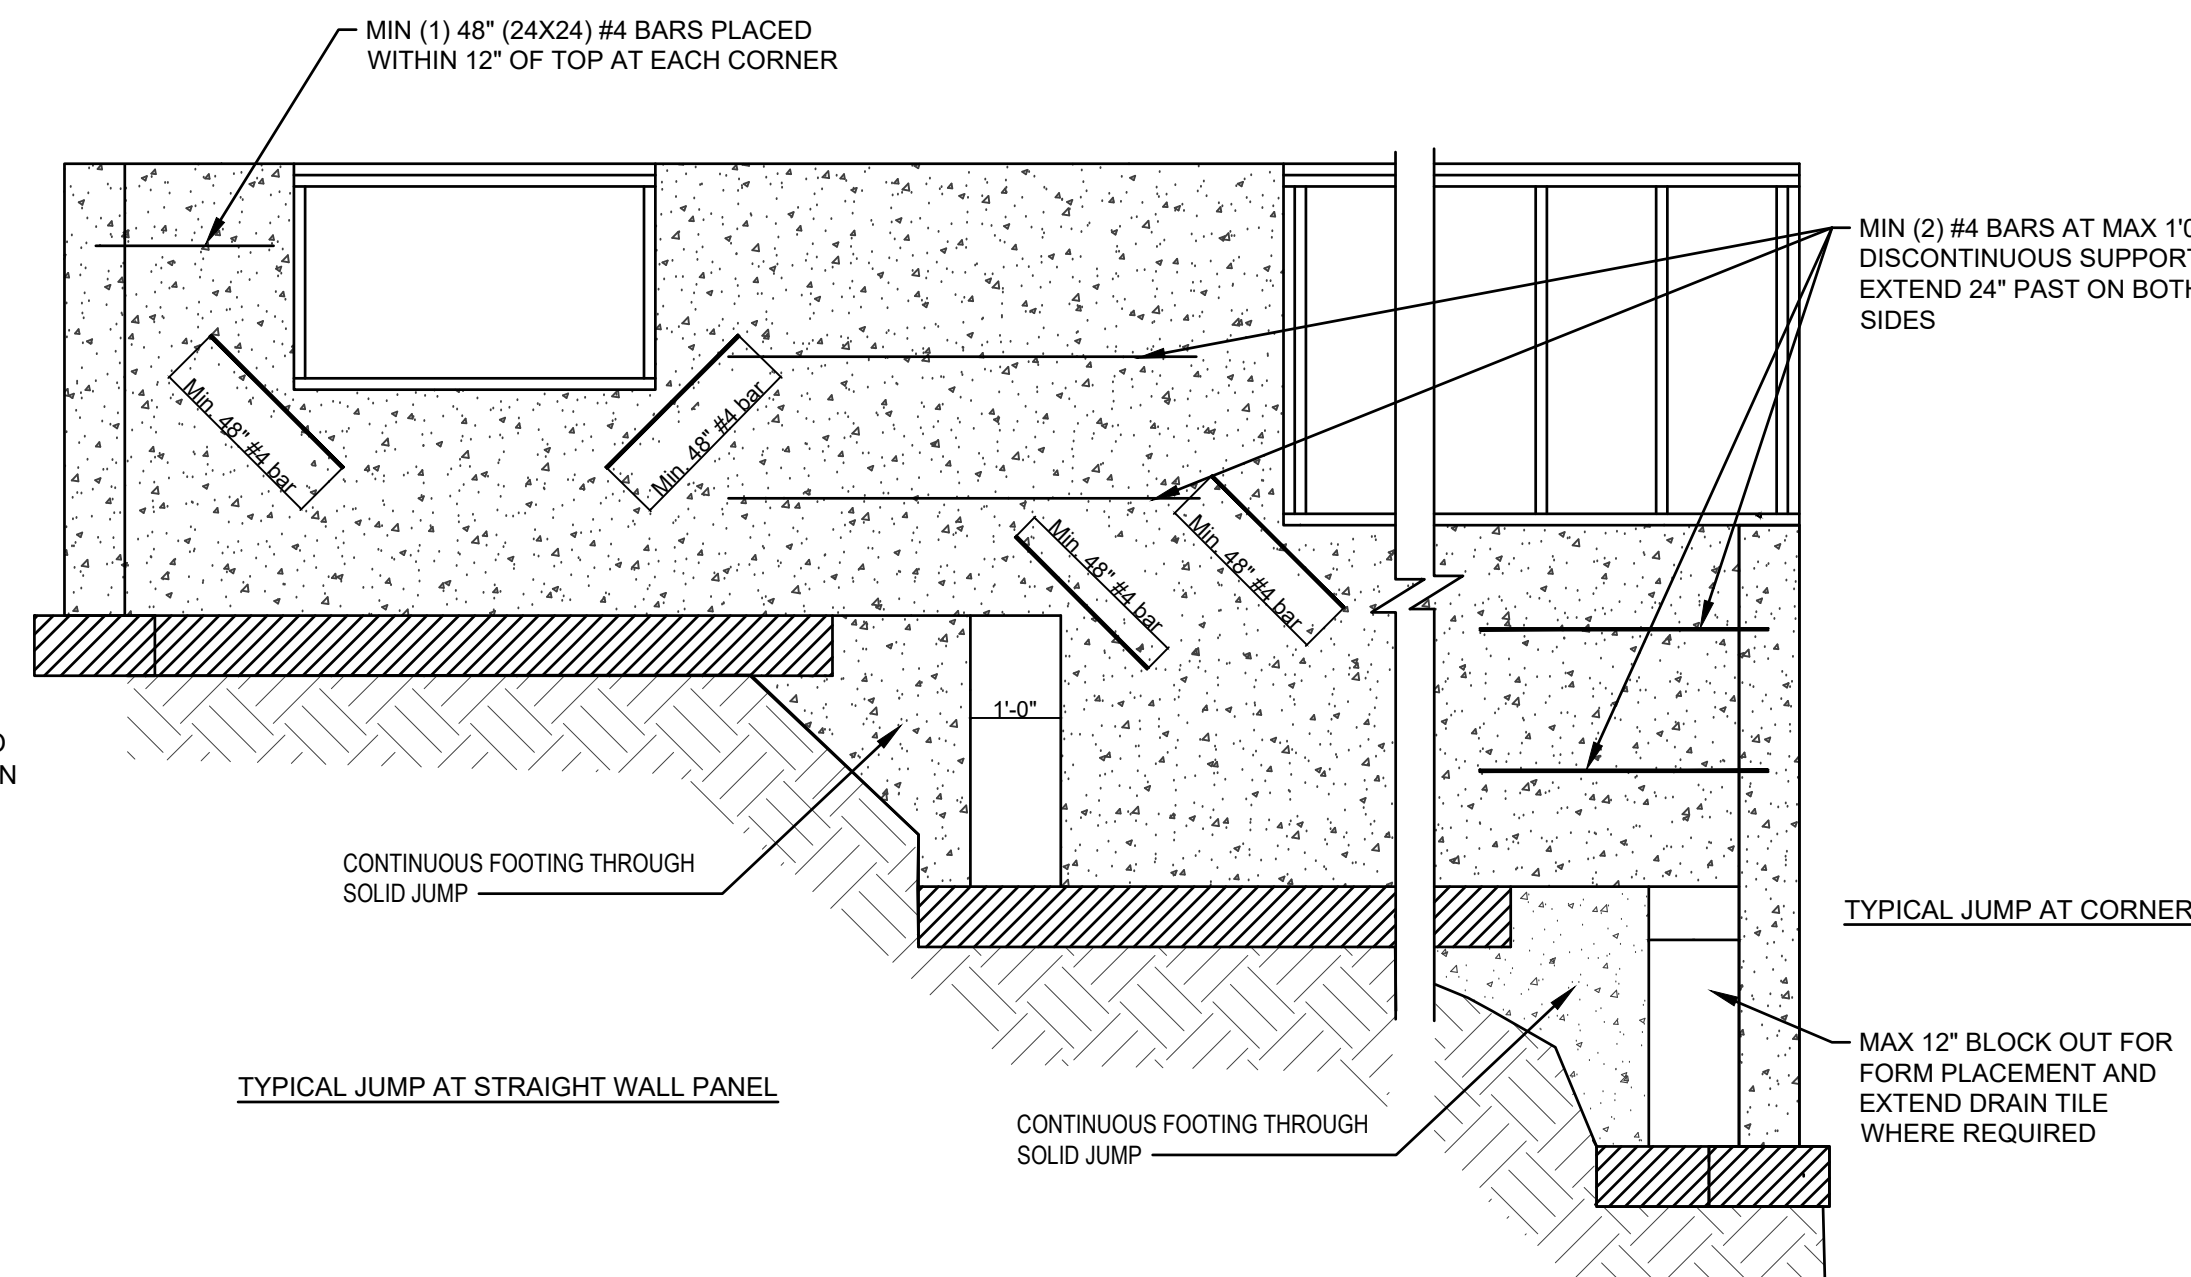 MIN (1) 48" (24X24) #4 BARS PLACED
WITHIN 12" OF TOP AT EACH CORNER
MIN (2) #4 BARS AT MAX 1'0
DISCONTINUOUS SUPPORT
EXTEND 24" PAST ON BOTH
SIDES
Min. 48" #4 bar
Min. 48" #4 bar
Min. 48" #4 bar
Min. 48" #4 bar
1'-0"
CONTINUOUS FOOTING THROUGH
SOLID JUMP
TYPICAL JUMP AT CORNER
TYPICAL JUMP AT STRAIGHT WALL PANEL
MAX 12" BLOCK OUT FOR
FORM PLACEMENT AND
EXTEND DRAIN TILE
WHERE REQUIRED
CONTINUOUS FOOTING THROUGH
SOLID JUMP